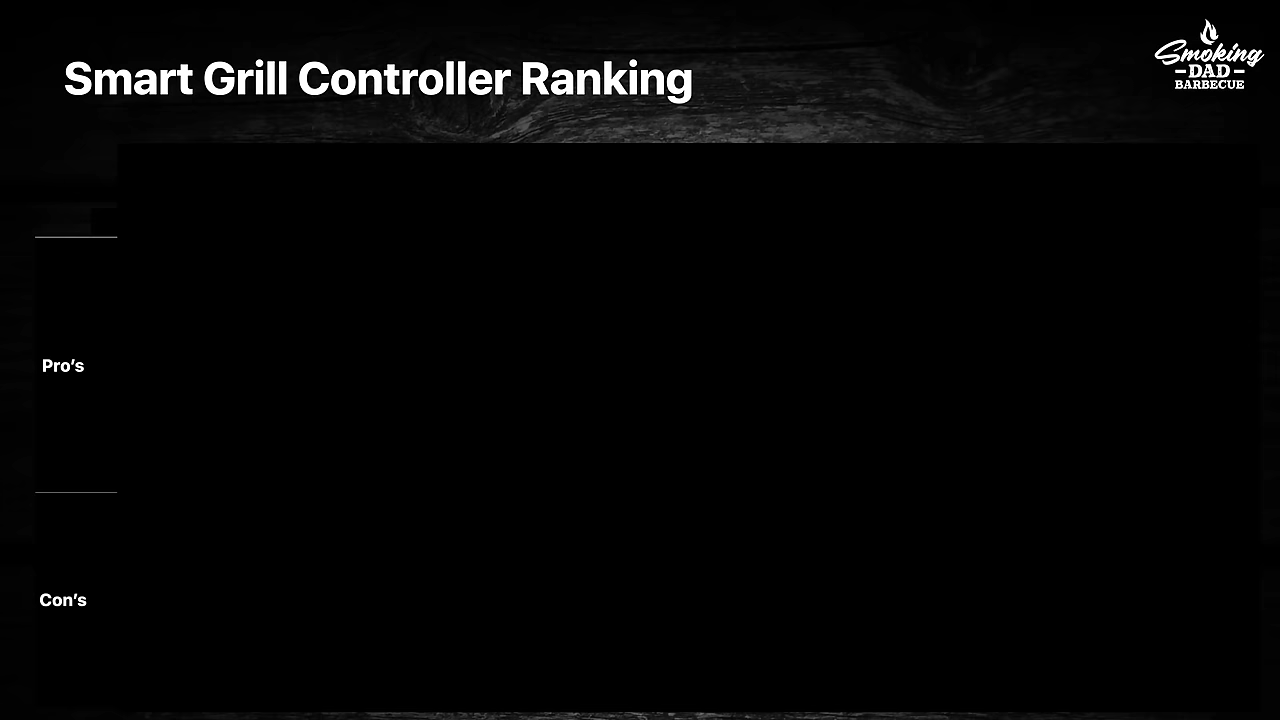 Smart Grill Controller Ranking
Smoking
DAD
BARBECUE
Pro’s
Con’s